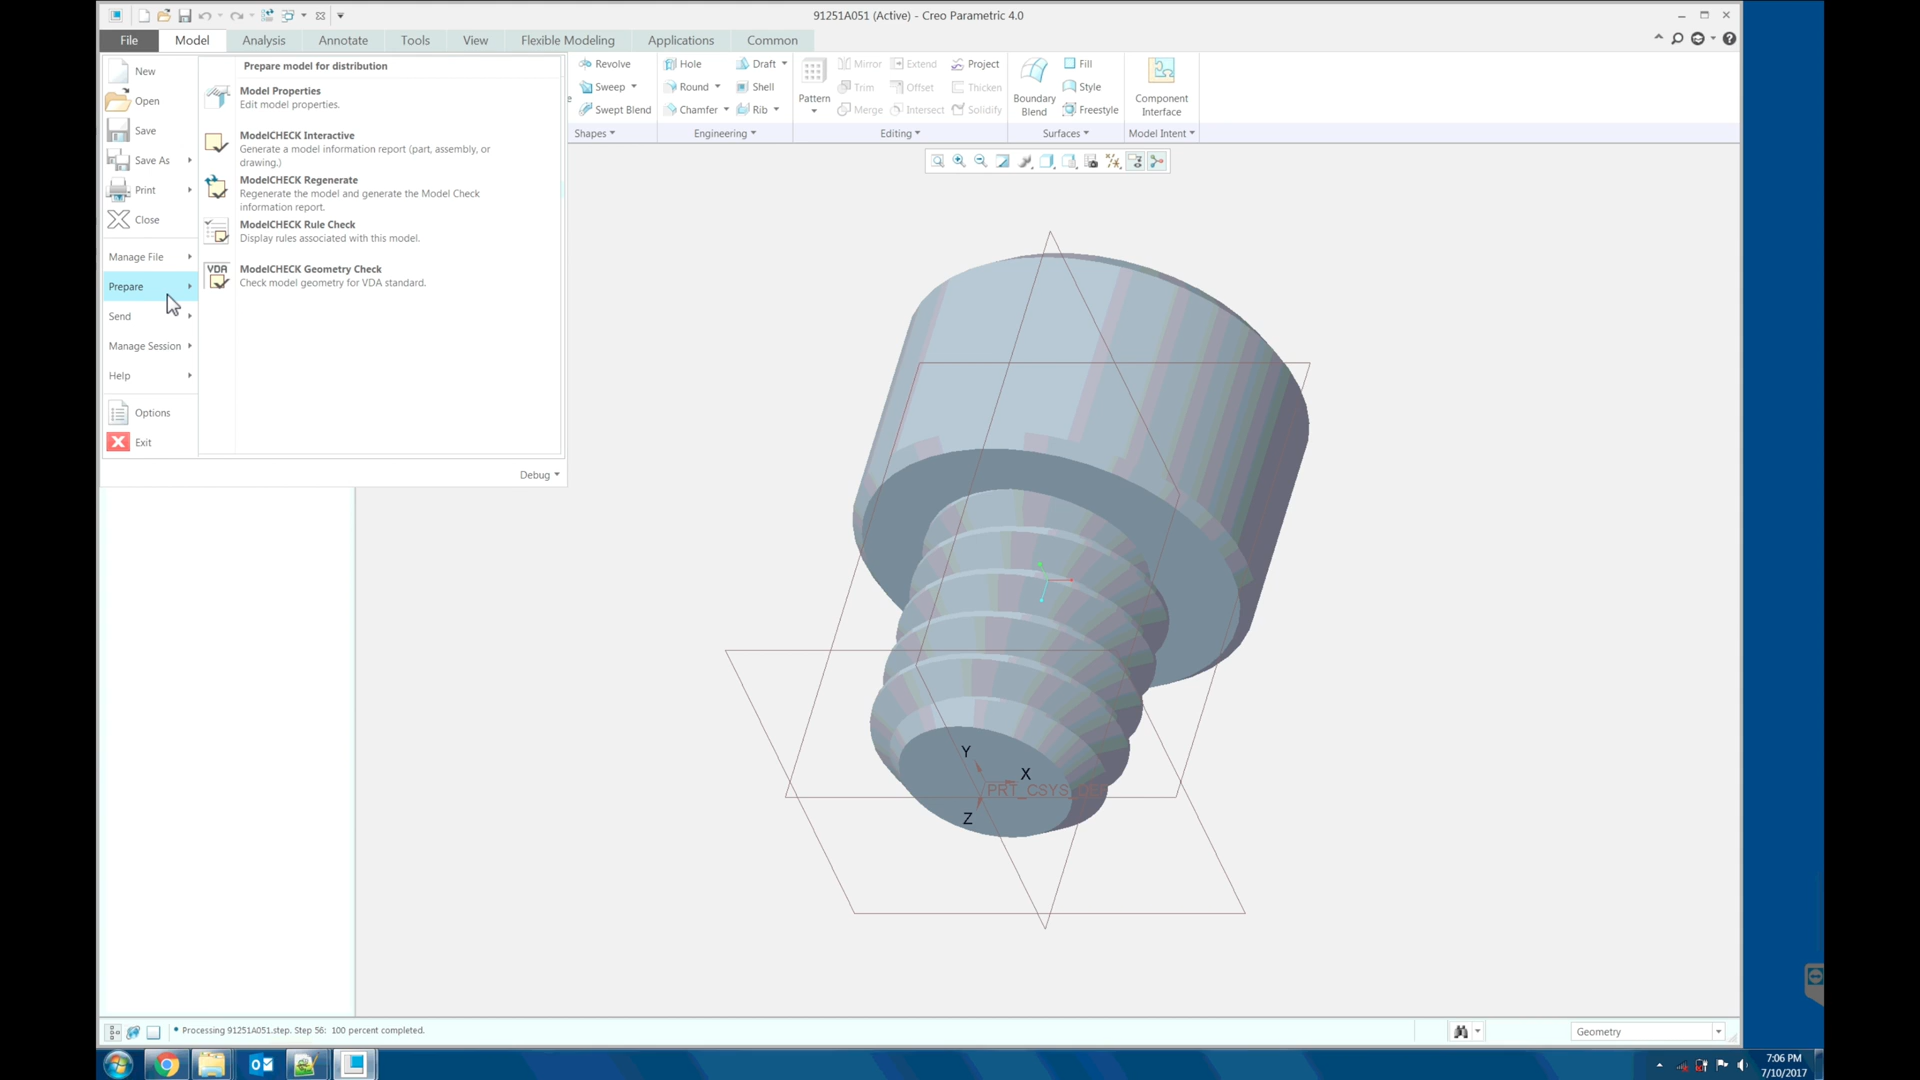 91251A051 (Active) - Creo Parametric 4.0
File Model Analysis Annotate Tools View Flexible Modeling Applications Common
New
Open
Save
Save As
Print
Close
Manage File
Prepare
Send
Manage Session
Help
Options
Exit
Prepare model for distribution
Model Properties
Edit model properties.
ModelCHECK Interactive
Generate a model information report (part, assembly, or
drawing.)
ModelCHECK Regenerate
Regenerate the model and generate the Model Check
information report.
ModelCHECK Rule Check
Display rules associated with this model.
VDA
ModelCHECK Geometry Check
Check model geometry for VDA standard.
Debug
Revolve Hole Draft Mirror Extend Project Fill
Sweep Round Shell Trim Offset Thicken Style
Swept Blend Chamfer Rib Merge Intersect Solidify Freestyle
Pattern
Boundary
Blend
Component
Interface
Shapes Engineering Editing Surfaces Model Intent
Y
X
PRT_CSYS_
Z
Processing 91251A051.step. Step 56: 100 percent completed.
Geometry
7:06 PM
7/10/2017